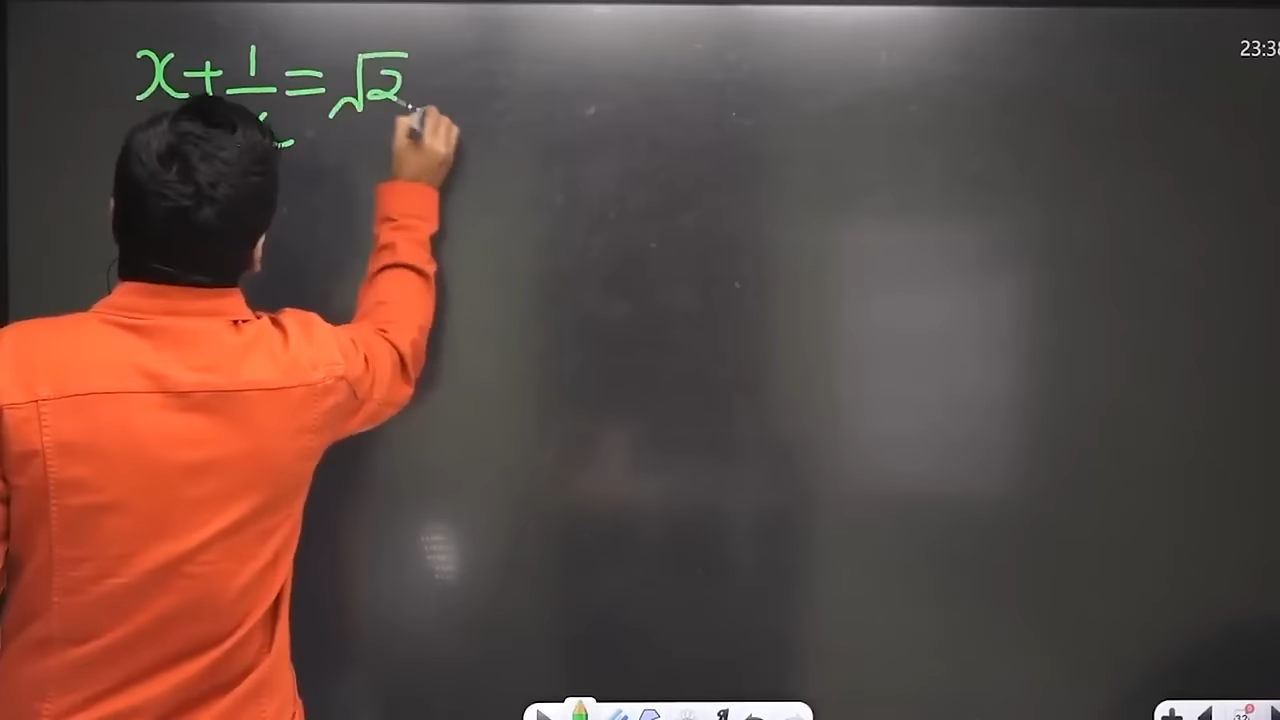 x + 1/x = √2
23:38